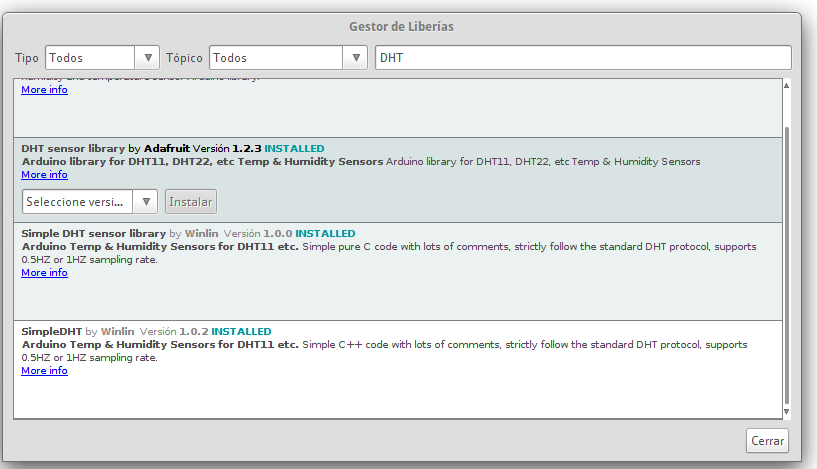 Gestor de Liberías
Tipo Todos Tópico Todos DHT
humidity and temperature sensor Arduino library.
More info
DHT sensor library by Adafruit Versión 1.2.3 INSTALLED
Arduino library for DHT11, DHT22, etc Temp & Humidity Sensors Arduino library for DHT11, DHT22, etc Temp & Humidity Sensors
More info
Seleccione versi... Instalar
Simple DHT sensor library by Winlin Versión 1.0.0 INSTALLED
Arduino Temp & Humidity Sensors for DHT11 etc. Simple pure C code with lots of comments, strictly follow the standard DHT protocol, supports
0.5HZ or 1HZ sampling rate.
More info
SimpleDHT by Winlin Versión 1.0.2 INSTALLED
Arduino Temp & Humidity Sensors for DHT11 etc. Simple C++ code with lots of comments, strictly follow the standard DHT protocol, supports
0.5HZ or 1HZ sampling rate.
More info
Cerrar